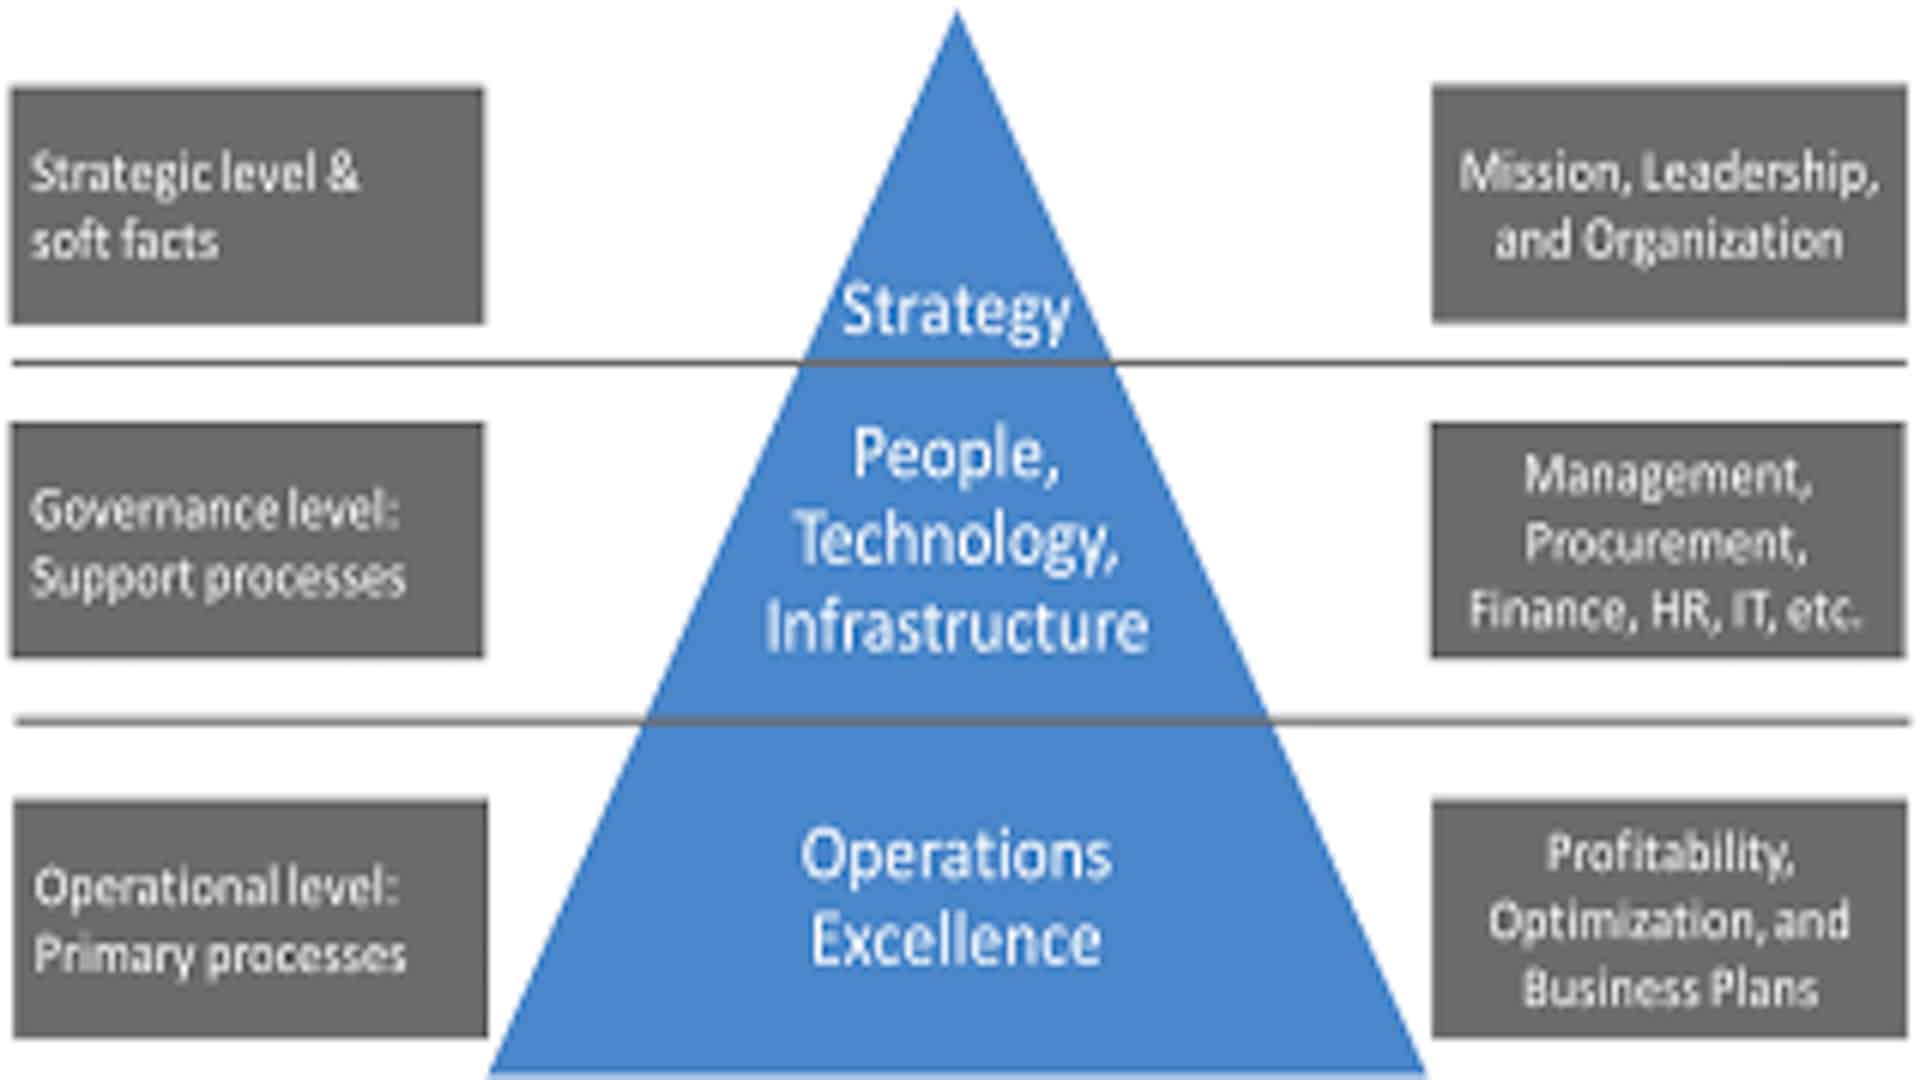 Strategic level &
soft facts
Strategy
Mission, Leadership,
and Organization
Governance level:
Support processes
People,
Technology,
Infrastructure
Management,
Procurement,
Finance, HR, IT, etc.
Operational level:
Primary processes
Operations
Excellence
Profitability,
Optimization, and
Business Plans